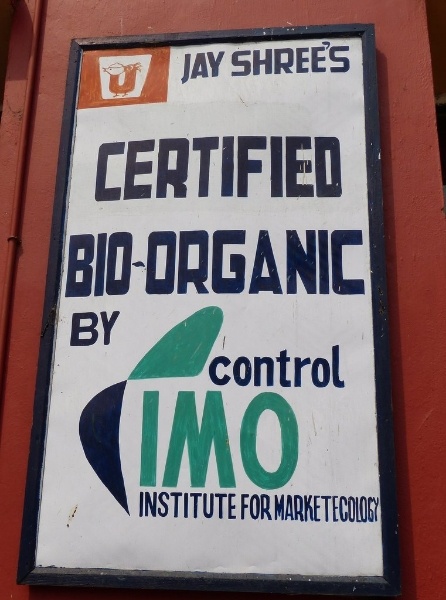 JAY SHREE'S
CERTIFIED
BIO-ORGANIC
BY
control
IMO
INSTITUTE FOR MARKETECOLOGY